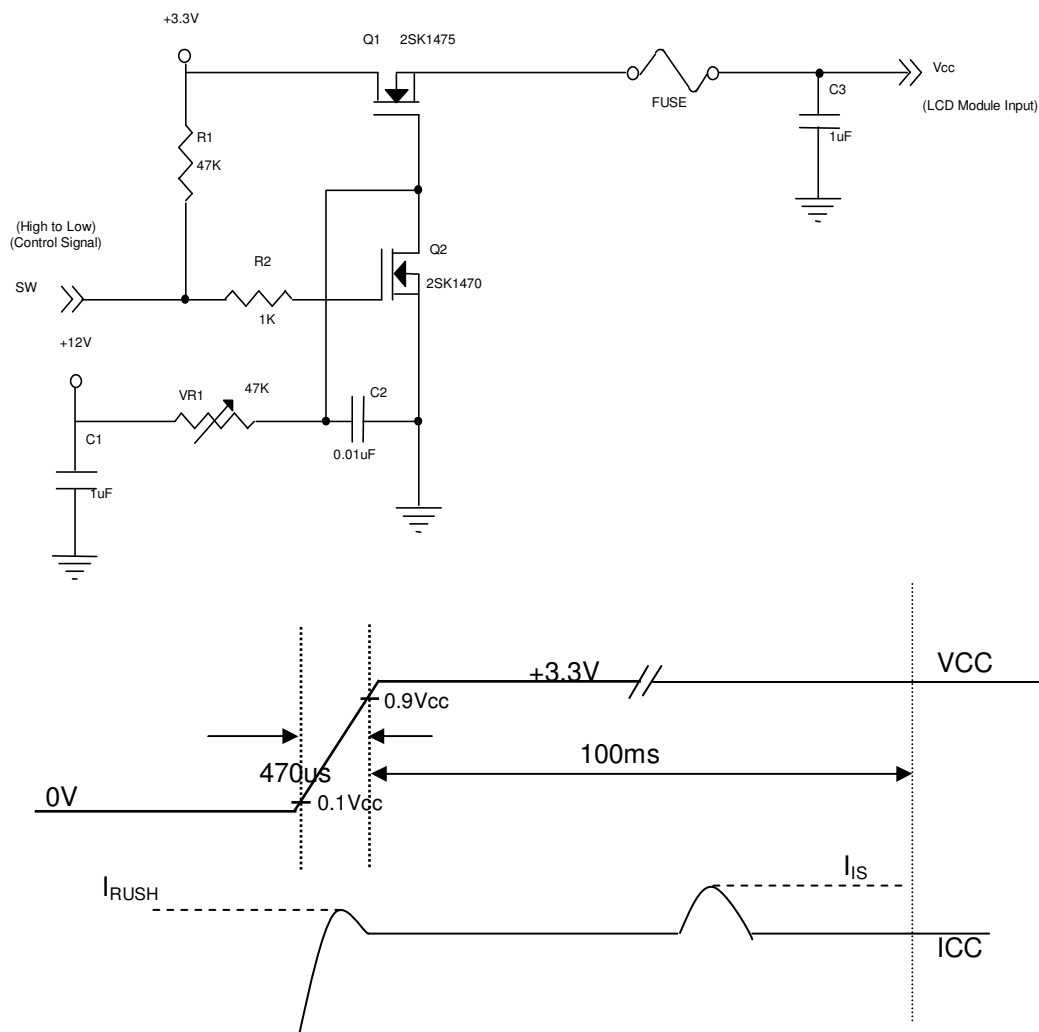 +3.3V
Q1 2SK1475
Vcc
FUSE
C3
(LCD Module Input)
R1
1uF
47K
(High to Low)
(Control Signal)
Q2
R2
SW
2SK1470
1K
+12V
VR1
47K
C2
C1
0.01uF
1uF
+3.3V
VCC
0.9Vcc
100ms
470us
0V
0.1Vcc
IRUSH
IIS
ICC